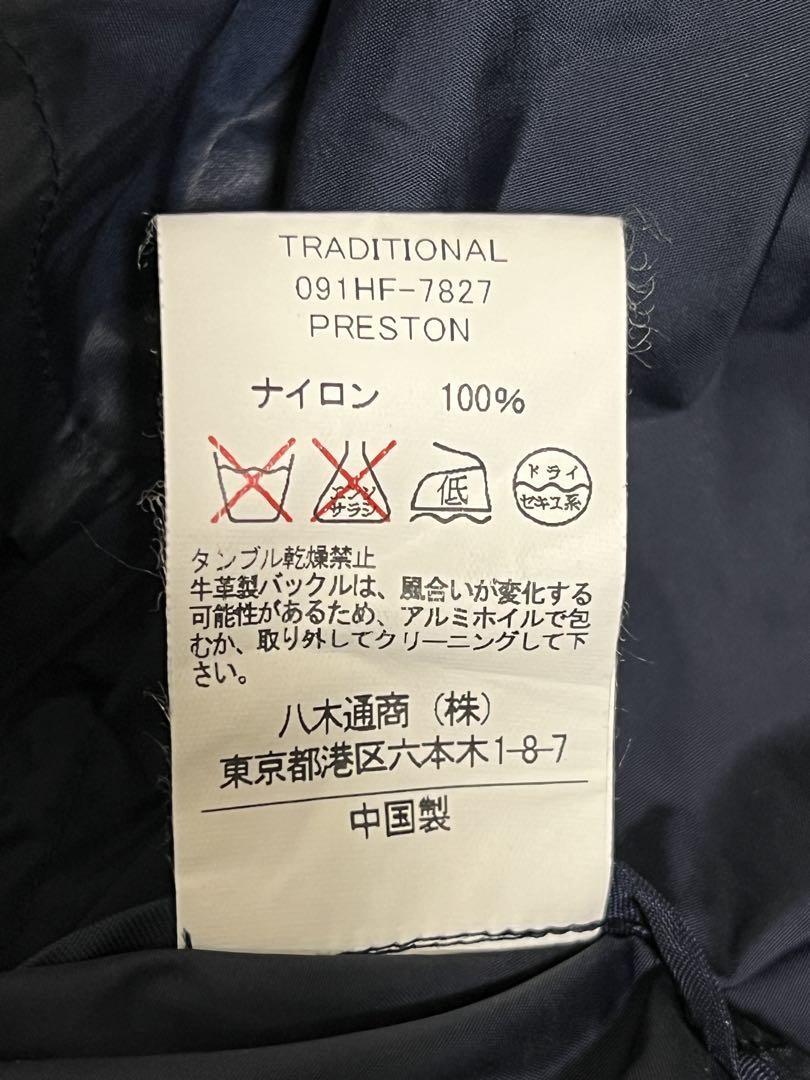 TRADITIONAL
091HF-7827
PRESTON
ナイロン 100%
エンソ
サラシ
低
ドライ
セキユ系
タンブル乾燥禁止
牛革製バックルは、風合いが変化する
可能性があるため、アルミホイルで包
むか、取り外してクリーニングして下
さい。
八木通商(株)
東京都港区六本木1-8-7
中国製